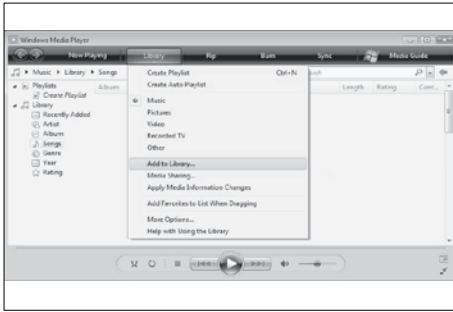 Windows Media Player
Now Playing
Library
Rip
Burn
Sync
Media Guide
Music ▸ Library ▸ Songs
Playlists
Create Playlist
Library
Recently Added
Artist
Album
Songs
Genre
Year
Rating
Album
Create Playlist Ctrl+N
Create Auto Playlist
Music
Pictures
Video
Recorded TV
Other
Add to Library...
Media Sharing...
Apply Media Information Changes
Add Favorites to List When Dragging
More Options...
Help with Using the Library
Length
Rating